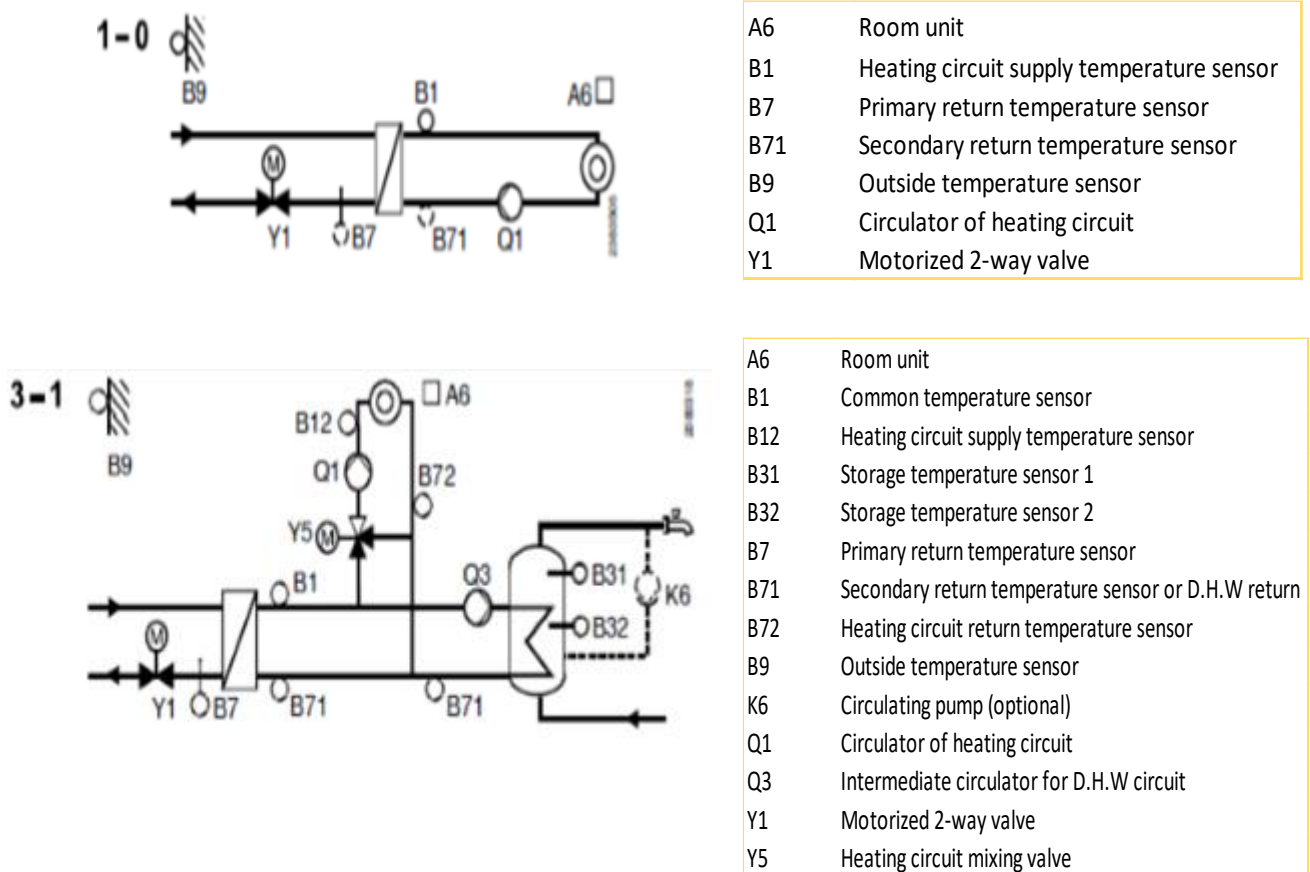 1-0
B9
B1
A6
M
Y1
B7
B71
Q1
A6 Room unit
B1 Heating circuit supply temperature sensor
B7 Primary return temperature sensor
B71 Secondary return temperature sensor
B9 Outside temperature sensor
Q1 Circulator of heating circuit
Y1 Motorized 2-way valve
3-1
B9
A6
B12
Q1
B72
Y5
M
B1
Q3
B31
K6
B32
M
Y1
B7
B71
B71
A6 Room unit
B1 Common temperature sensor
B12 Heating circuit supply temperature sensor
B31 Storage temperature sensor 1
B32 Storage temperature sensor 2
B7 Primary return temperature sensor
B71 Secondary return temperature sensor or D.H.W return
B72 Heating circuit return temperature sensor
B9 Outside temperature sensor
K6 Circulating pump (optional)
Q1 Circulator of heating circuit
Q3 Intermediate circulator for D.H.W circuit
Y1 Motorized 2-way valve
Y5 Heating circuit mixing valve